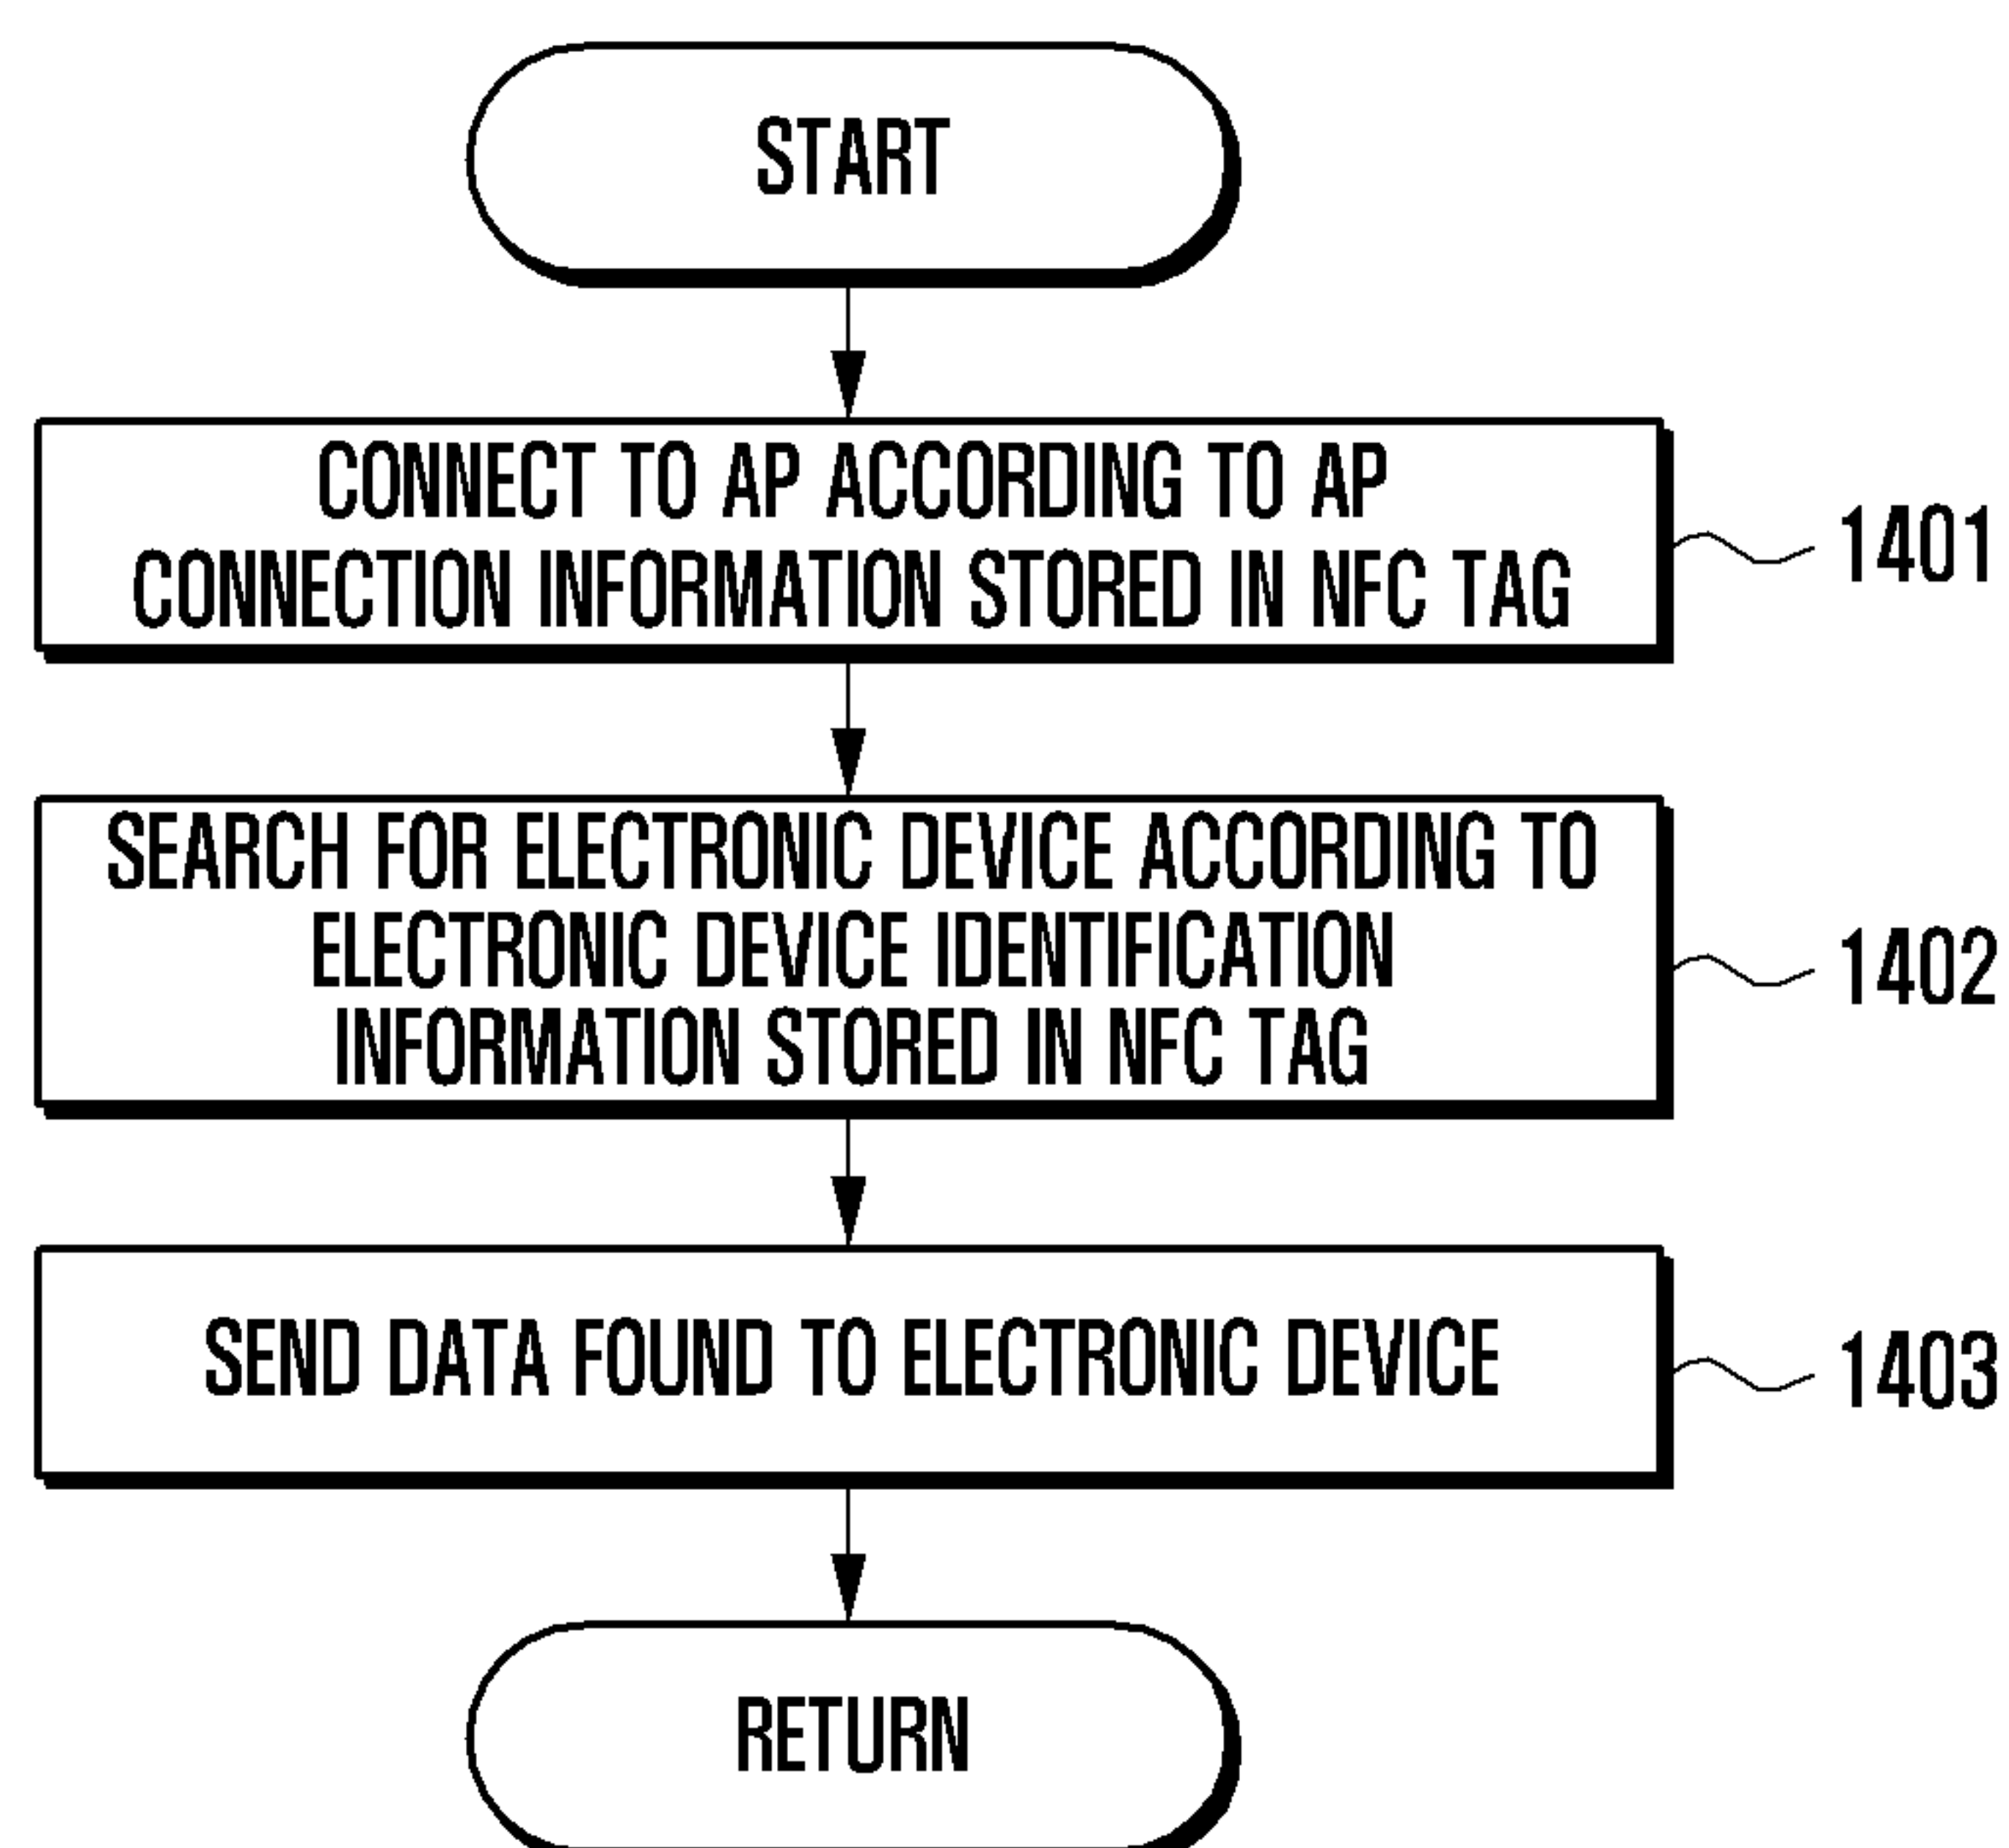 START
CONNECT TO AP ACCORDING TO AP
CONNECTION INFORMATION STORED IN NFC TAG
1401
SEARCH FOR ELECTRONIC DEVICE ACCORDING TO
ELECTRONIC DEVICE IDENTIFICATION
INFORMATION STORED IN NFC TAG
1402
SEND DATA FOUND TO ELECTRONIC DEVICE
1403
RETURN